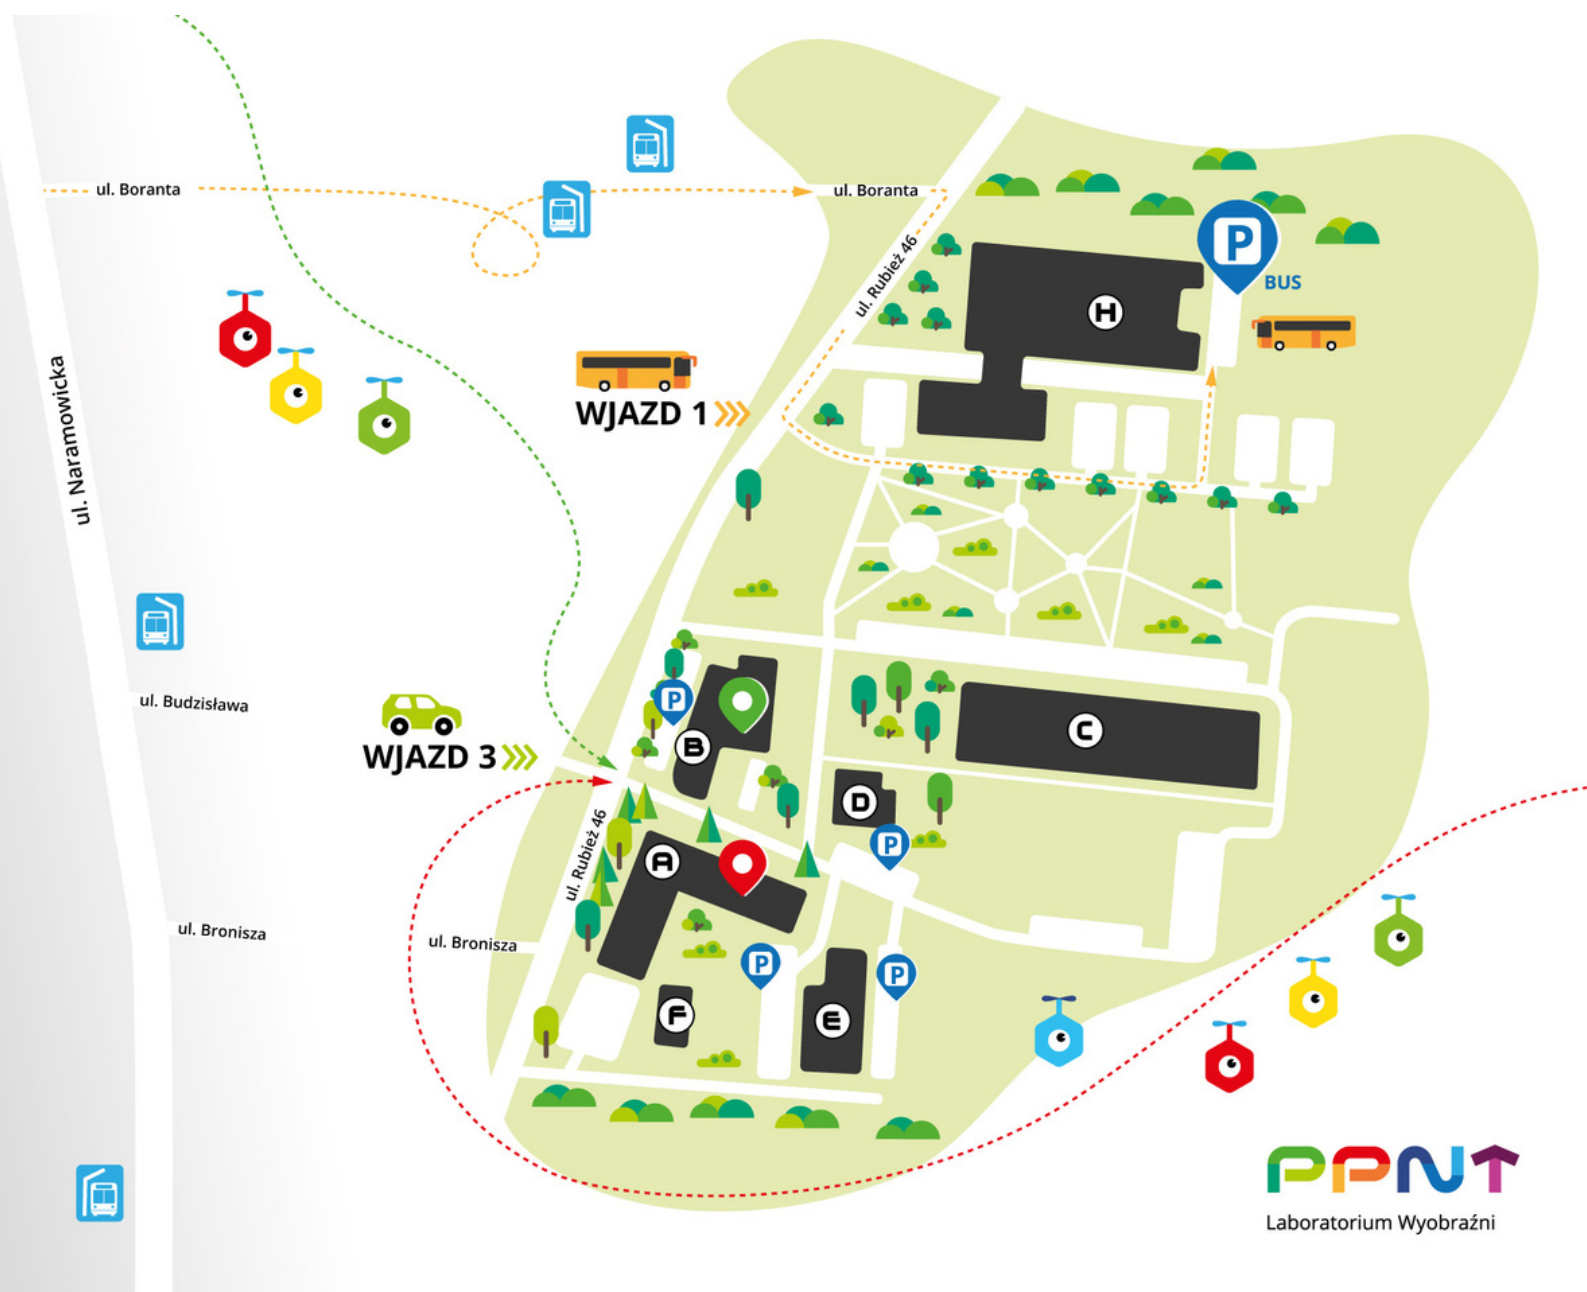 ul. Boranta
ul. Boranta
ul. Rubież 46
P
BUS
H
WJAZD 1
ul. Naramowicka
ul. Budzisława
P
B
C
WJAZD 3
D
P
ul. Rubież 46
A
ul. Bronisza
ul. Bronisza
P
P
F
E
PPNT
Laboratorium Wyobraźni